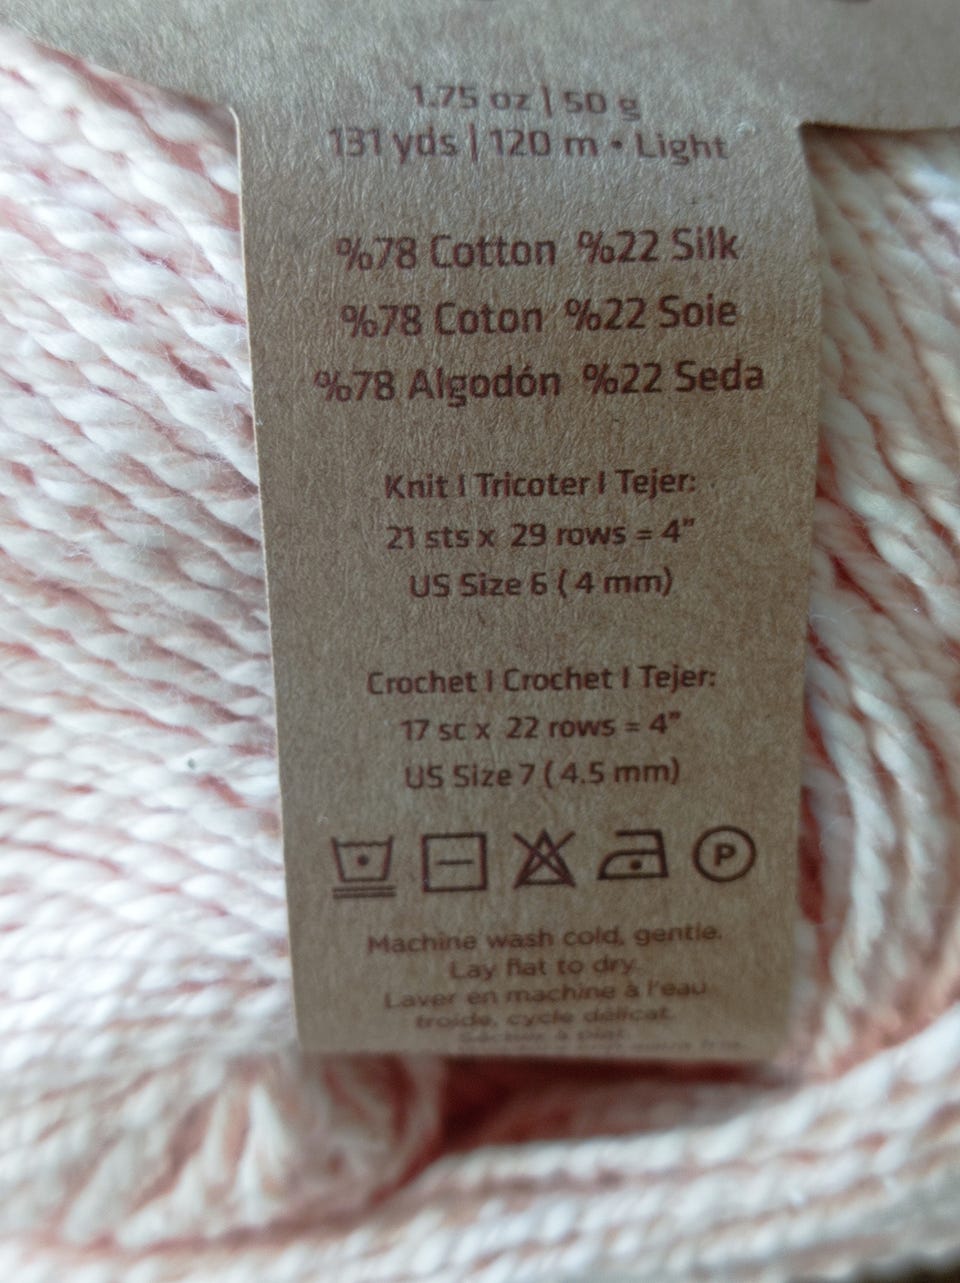 1.75 oz | 50 g
131 yds | 120 m • Light
%78 Cotton %22 Silk
%78 Coton %22 Soie
%78 Algodón %22 Seda
Knit | Tricoter | Tejer:
21 sts x 29 rows = 4"
US Size 6 ( 4 mm)
Crochet | Crochet | Tejer:
17 sc x 22 rows = 4"
US Size 7 ( 4.5 mm)
P
Machine wash cold, gentle.
Lay flat to dry.
Laver en machine à l'eau
froide, cycle délicat.
Sécher à plat.